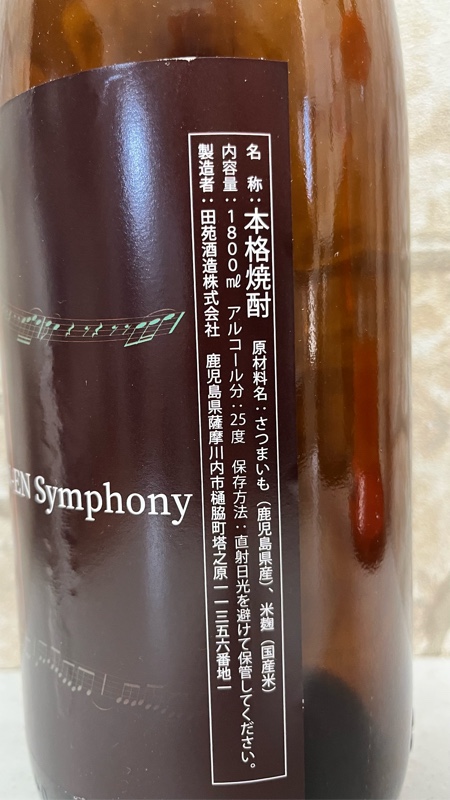 名　称：本格焼酎　原材料名：さつまいも（鹿児島県産）、米麹（国産米）
内容量：1800㎖　アルコール分：25度　保存方法：直射日光を避けて保管してください。
製造者：田苑酒造株式会社　鹿児島県薩摩川内市樋脇町塔之原一一三五六番地一
-EN Symphony